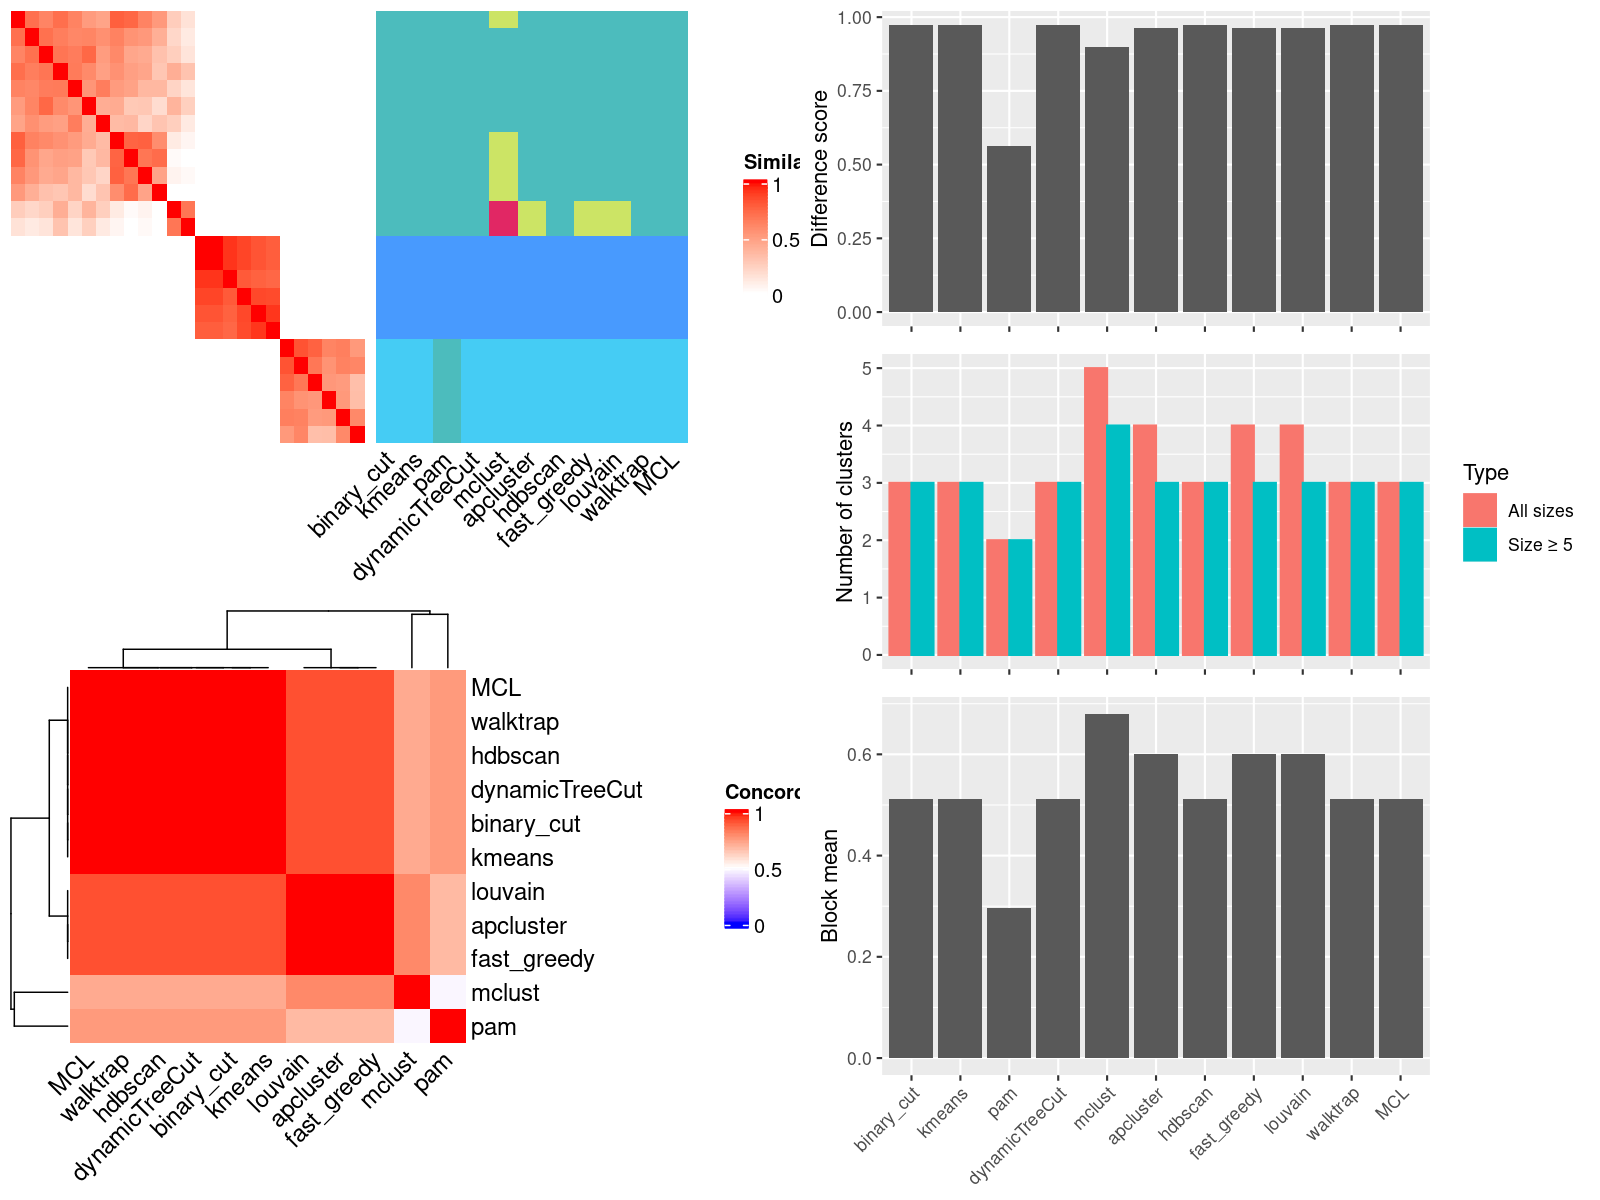 Simila
1
0.5
0
binary_cut
kmeans
pam
dynamicTreeCut
mclust
apcluster
hdbscan
fast_greedy
louvain
walktrap
MCL
Difference score
1.00
0.75
0.50
0.25
0.00
Number of clusters
5
4
3
2
1
0
Type
All sizes
Size ≥ 5
Block mean
0.6
0.4
0.2
0.0
binary_cut
kmeans
pam
dynamicTreeCut
mclust
apcluster
hdbscan
fast_greedy
louvain
walktrap
MCL
MCL
walktrap
hdbscan
dynamicTreeCut
binary_cut
kmeans
louvain
apcluster
fast_greedy
mclust
pam
MCL
walktrap
hdbscan
dynamicTreeCut
binary_cut
kmeans
louvain
apcluster
fast_greedy
mclust
pam
Concord
1
0.5
0